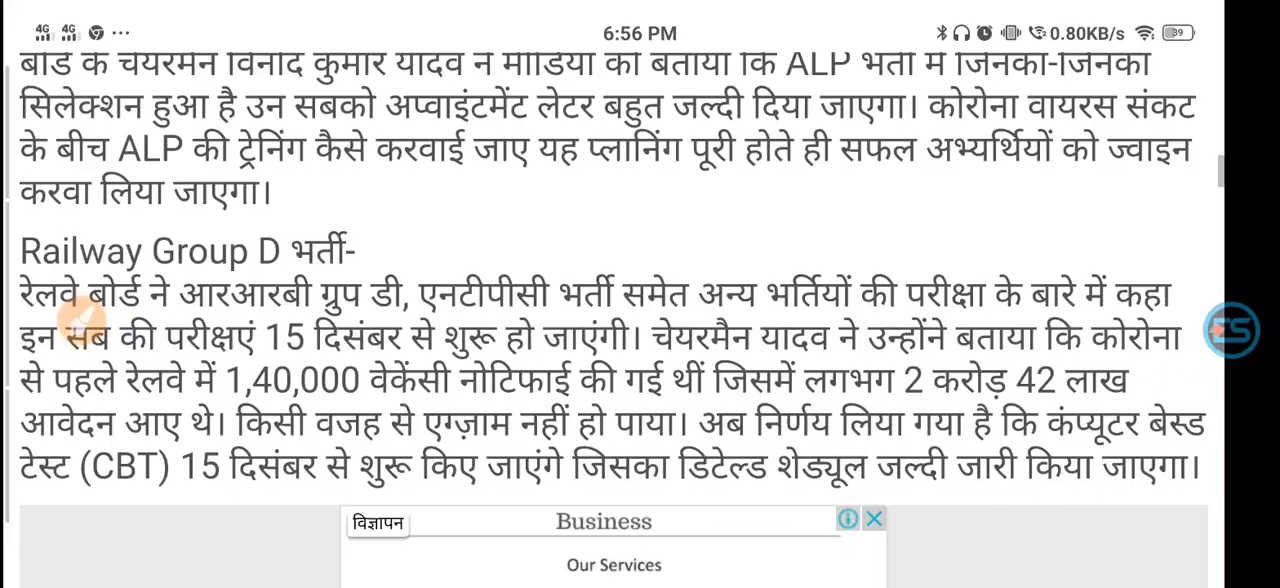 4G 4G ... 6:56 PM 0.80KB/s 39
बोर्ड के चेयरमैन विनोद कुमार यादव ने मीडिया को बताया कि ALP भर्ती में जिनका-जिनका
सिलेक्शन हुआ है उन सबको अप्वाइंटमेंट लेटर बहुत जल्दी दिया जाएगा। कोरोना वायरस संकट
के बीच ALP की ट्रेनिंग कैसे करवाई जाए यह प्लानिंग पूरी होते ही सफल अभ्यर्थियों को ज्वाइन
करवा लिया जाएगा।
Railway Group D भर्ती-
रेलवे बोर्ड ने आरआरबी ग्रुप डी, एनटीपीसी भर्ती समेत अन्य भर्तियों की परीक्षा के बारे में कहा
इन सब की परीक्षएं 15 दिसंबर से शुरू हो जाएंगी। चेयरमैन यादव ने उन्होंने बताया कि कोरोना
से पहले रेलवे में 1,40,000 वेकेंसी नोटिफाई की गई थीं जिसमें लगभग 2 करोड़ 42 लाख
आवेदन आए थे। किसी वजह से एग्ज़ाम नहीं हो पाया। अब निर्णय लिया गया है कि कंप्यूटर बेस्ड
टेस्ट (CBT) 15 दिसंबर से शुरू किए जाएंगे जिसका डिटेल्ड शेड्यूल जल्दी जारी किया जाएगा।
विज्ञापन
Business
Our Services